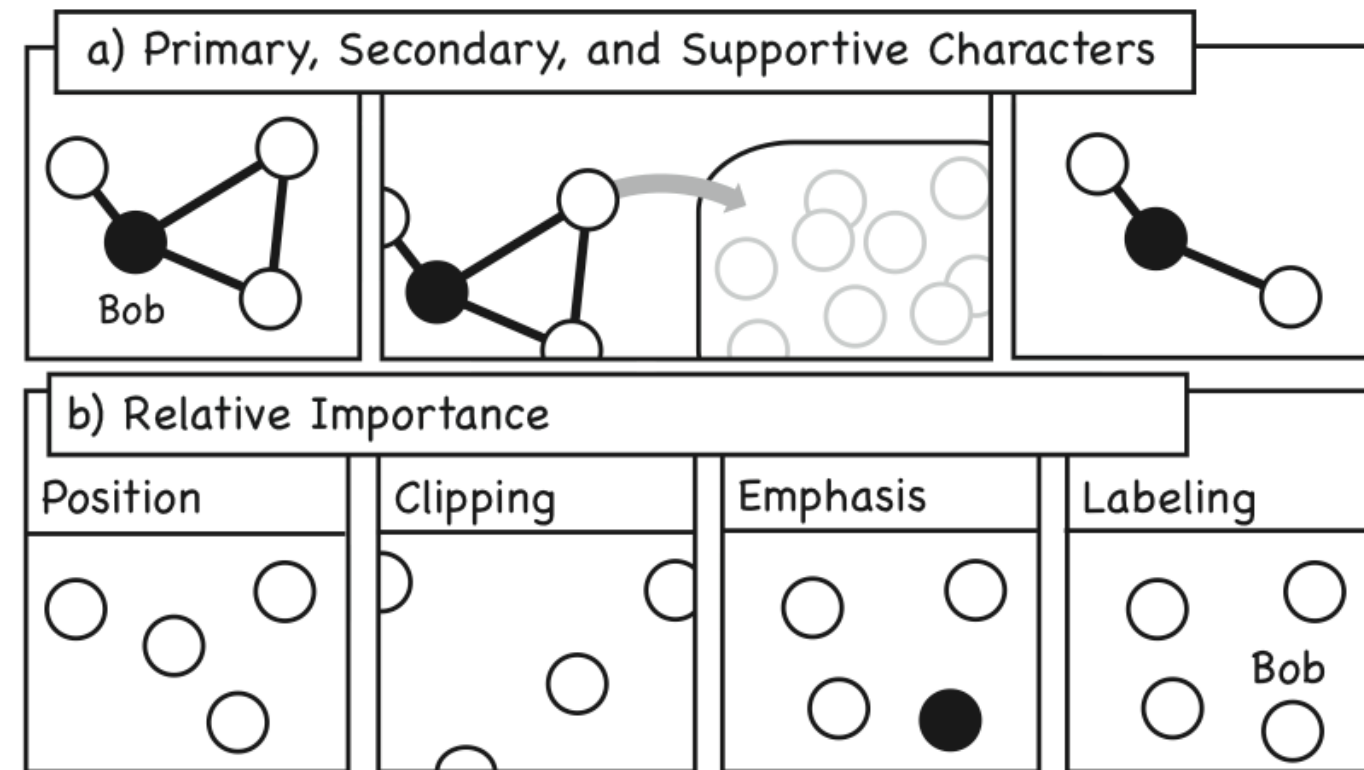 a) Primary, Secondary, and Supportive Characters
Bob
b) Relative Importance
Position
Clipping
Emphasis
Labeling
Bob